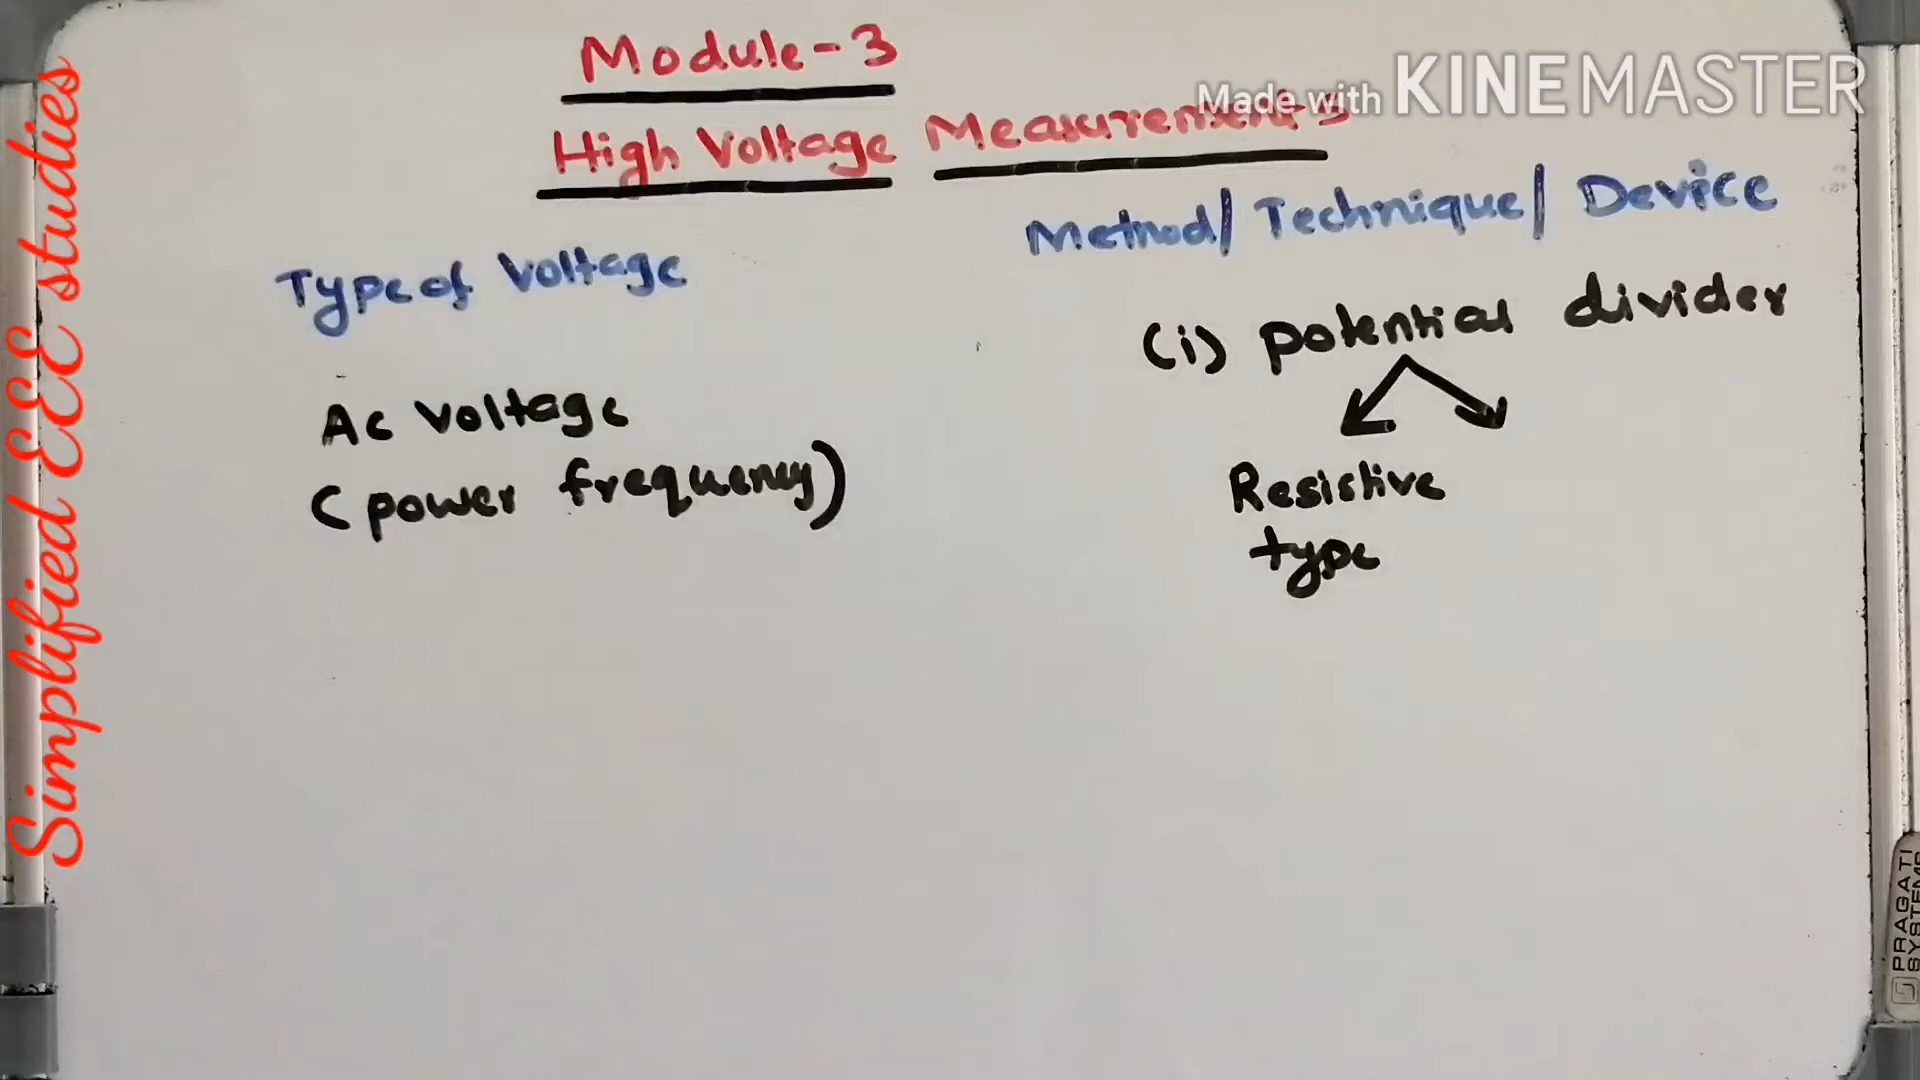 Module-3
Made with KINEMASTER
High Voltage Measurements
Method/ Technique/ Device
Type of Voltage
(i) potential divider
Ac Voltage
(power frequency)
Resistive
type
Simplified EEE studies
PRAGATI
SYSTEMS